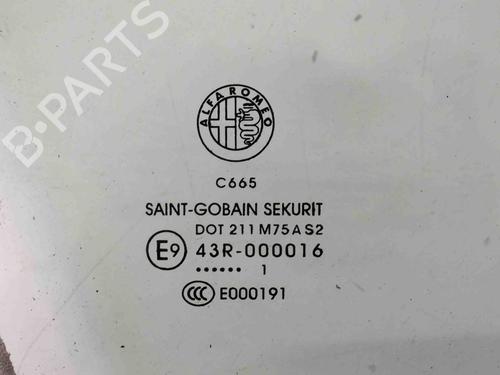 B-PARTS
ALFA ROMEO
C665
SAINT-GOBAIN SEKURIT
DOT 211 M75 A S2
E9 43R-000016
...... 1
CCC E000191